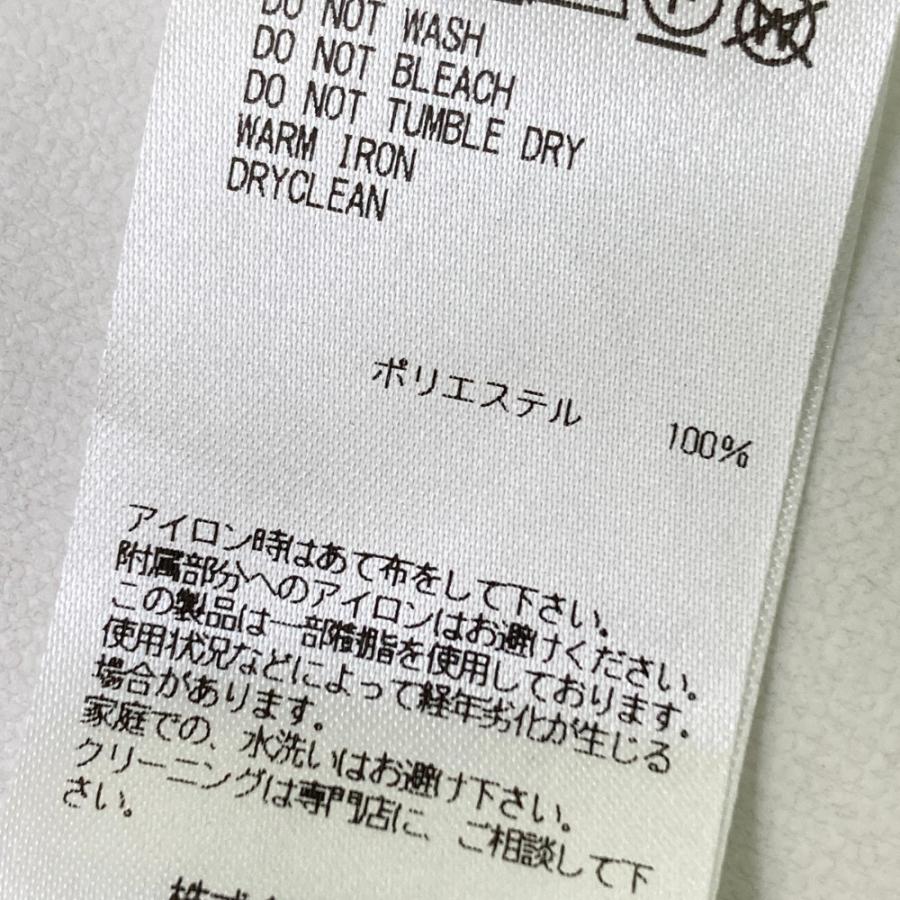 DO NOT WASH
DO NOT BLEACH
DO NOT TUMBLE DRY
WARM IRON
DRYCLEAN
ポリエステル 100%
アイロン時はあて布をして下さい。
附属部分へのアイロンはお避けください。
この製品は一部樹脂を使用しております。
使用状況などによって経年劣化が生じる
場合があります。
家庭での、水洗いはお避け下さい。
クリーニングは専門店に、ご相談して下
さい。